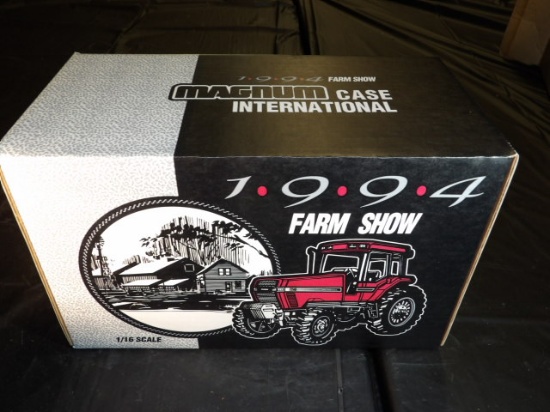 1·9·9·4 FARM SHOW
MAGNUM CASE
INTERNATIONAL
1·9·9·4
FARM SHOW
1/16 SCALE